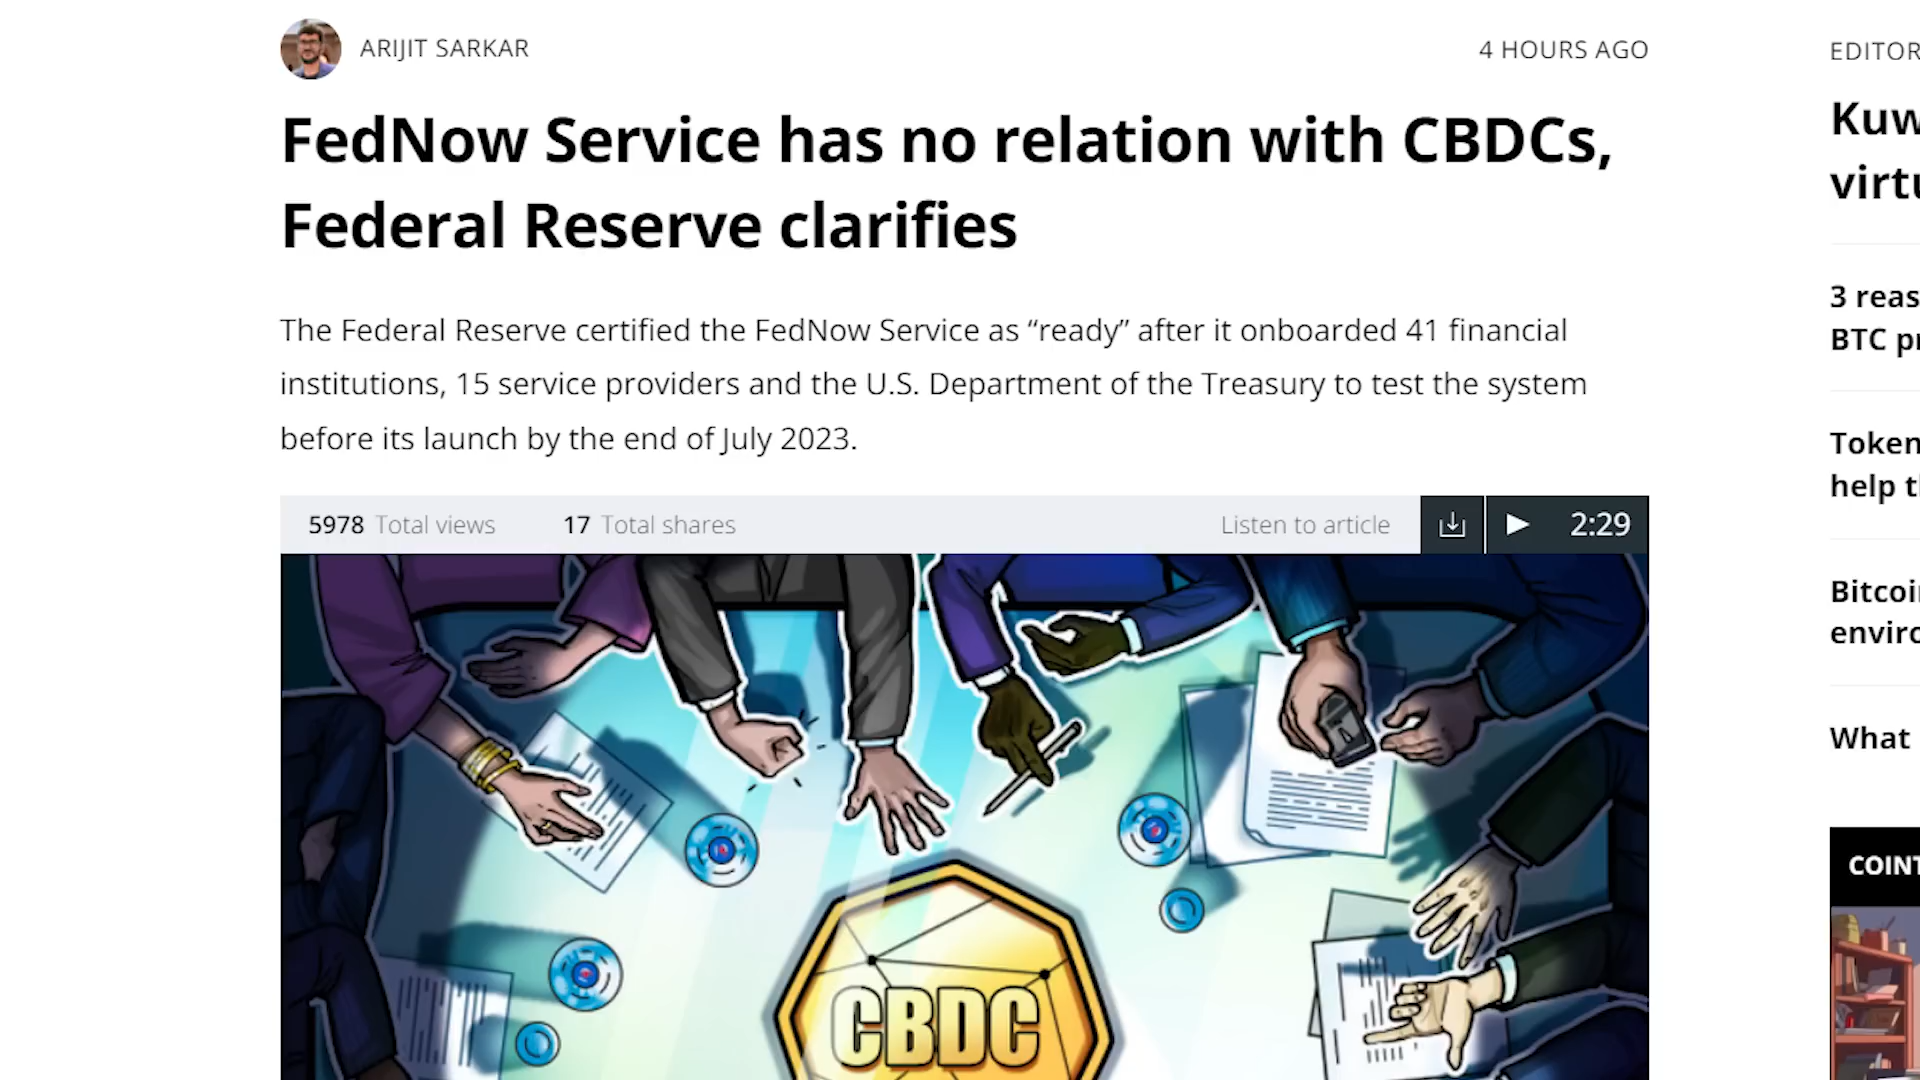 ARIJIT SARKAR
4 HOURS AGO
FedNow Service has no relation with CBDCs,
Federal Reserve clarifies
The Federal Reserve certified the FedNow Service as “ready” after it onboarded 41 financial
institutions, 15 service providers and the U.S. Department of the Treasury to test the system
before its launch by the end of July 2023.
5978 Total views
17 Total shares
Listen to article
2:29
CBDC
EDITOR
Kuw
virtu
3 reas
BTC pr
Token
help t
Bitcoi
enviro
What
COINT